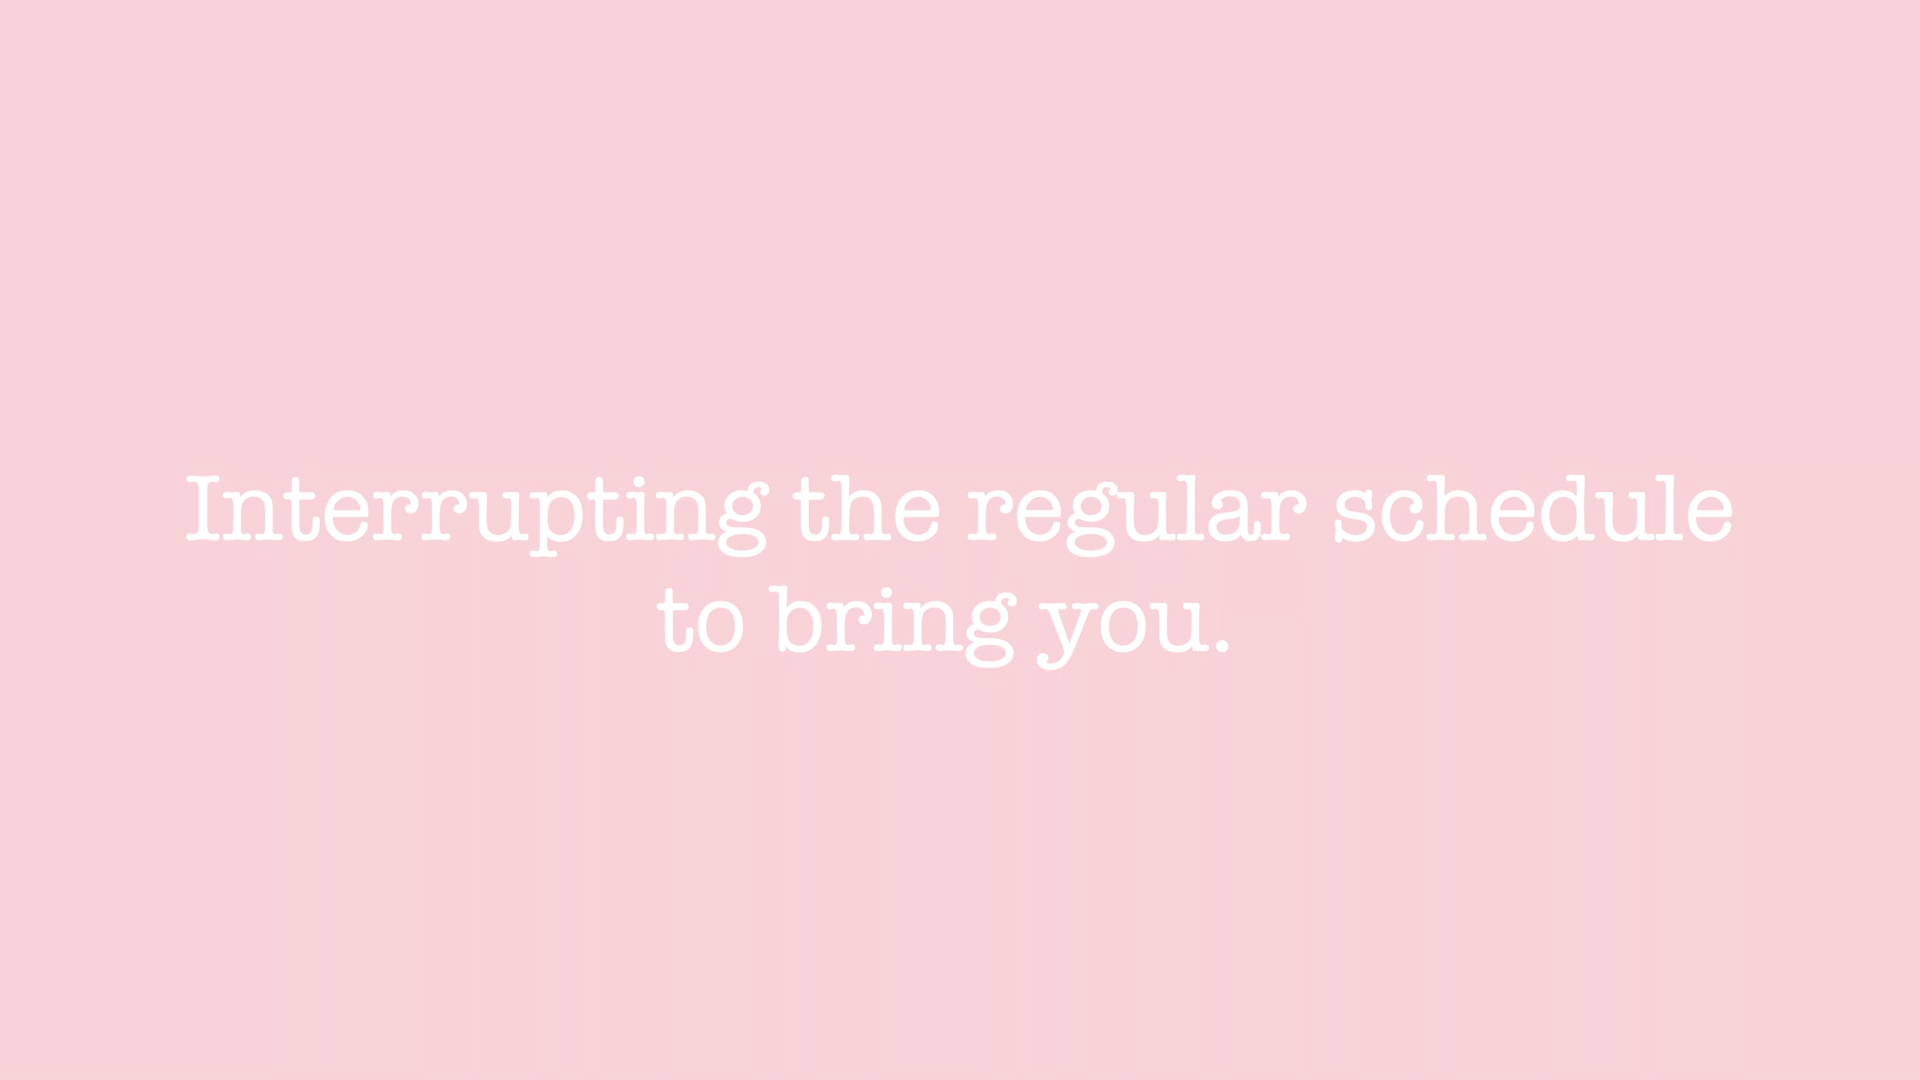 Interrupting the regular schedule
to bring you.